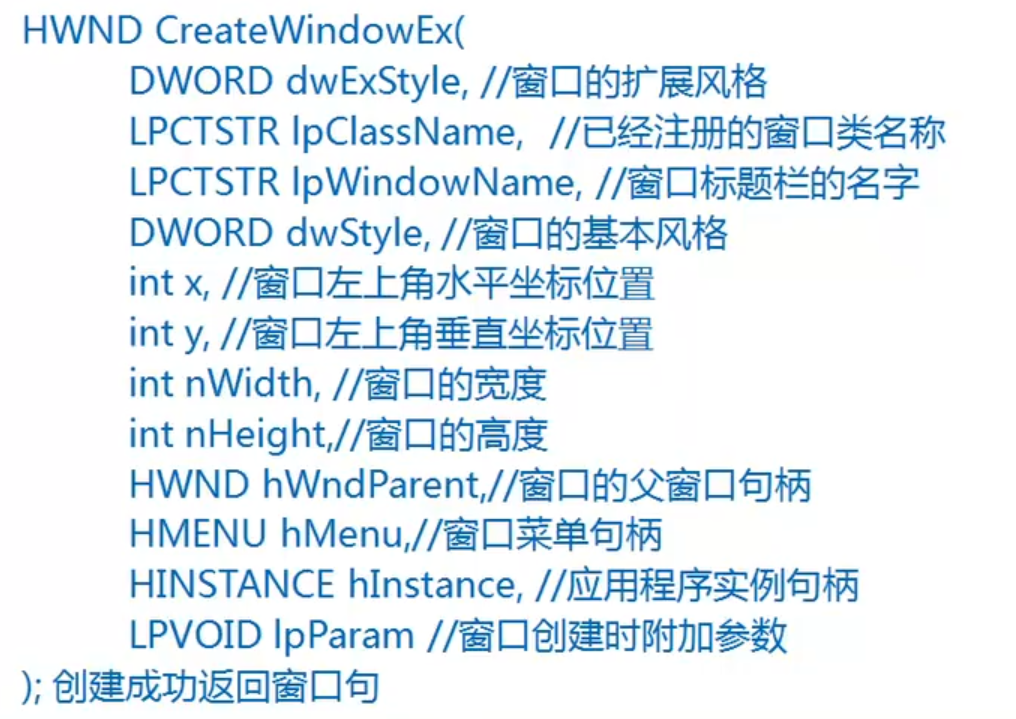 HWND CreateWindowEx(
DWORD dwExStyle, //窗口的扩展风格
LPCTSTR lpClassName, //已经注册的窗口类名称
LPCTSTR lpWindowName, //窗口标题栏的名字
DWORD dwStyle, //窗口的基本风格
int x, //窗口左上角水平坐标位置
int y, //窗口左上角垂直坐标位置
int nWidth, //窗口的宽度
int nHeight,//窗口的高度
HWND hWndParent,//窗口的父窗口句柄
HMENU hMenu,//窗口菜单句柄
HINSTANCE hInstance, //应用程序实例句柄
LPVOID lpParam //窗口创建时附加参数
); 创建成功返回窗口句